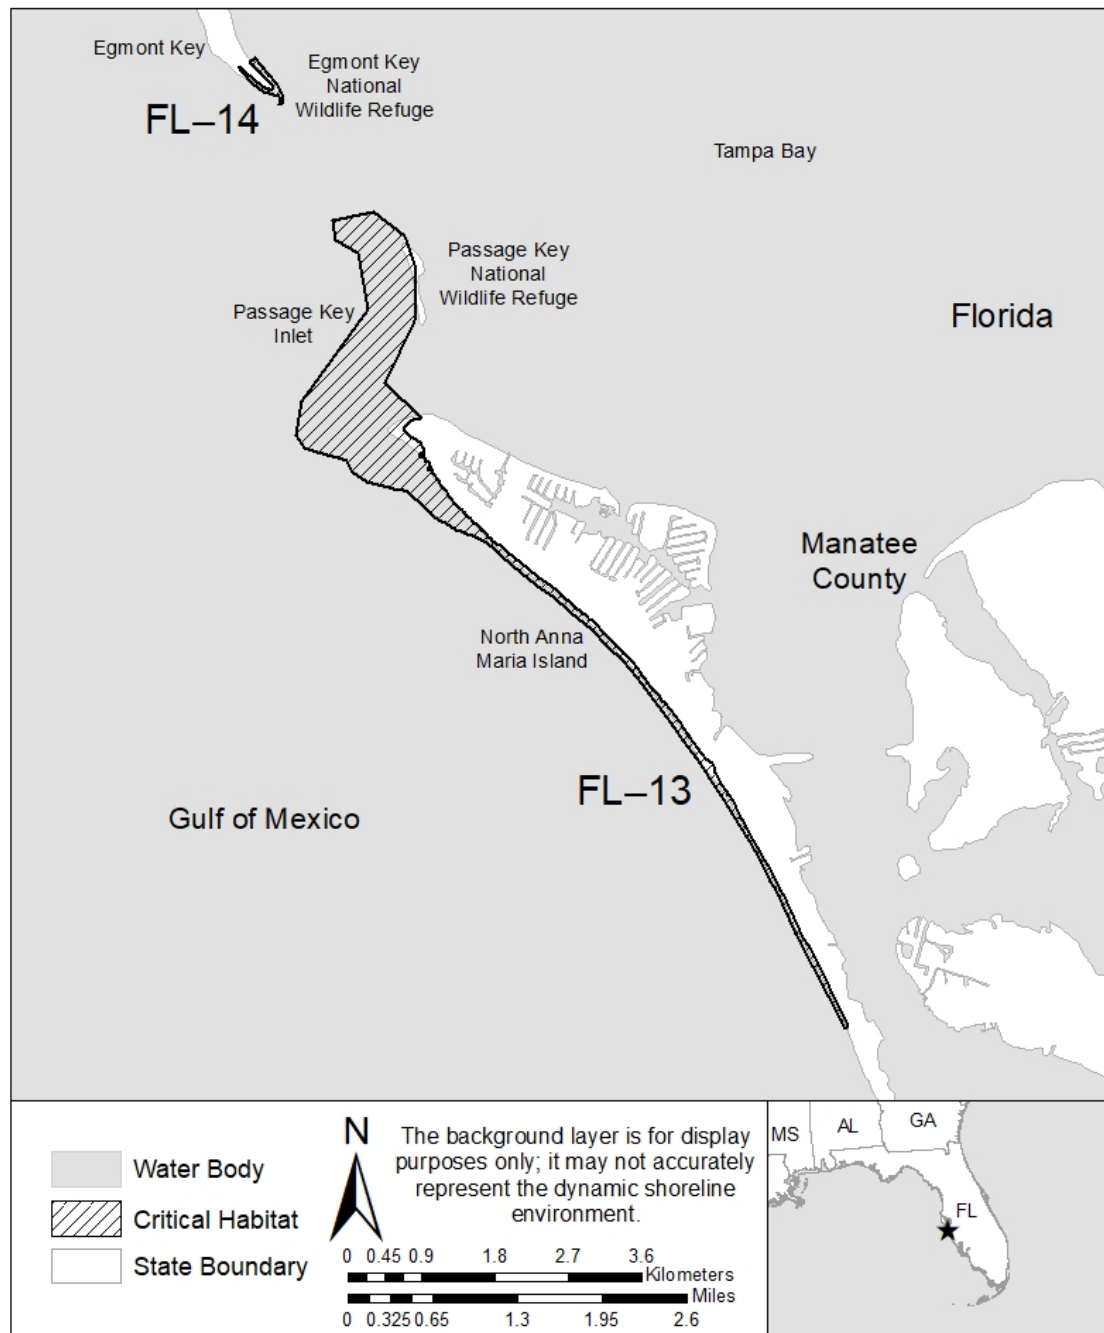 Egmont Key
Egmont Key
National
Wildlife Refuge
FL–14
Tampa Bay
Passage Key
National
Wildlife Refuge
Passage Key
Inlet
Florida
Manatee
County
North Anna
Maria Island
FL–13
Gulf of Mexico
Water Body
Critical Habitat
State Boundary
N
The background layer is for display
purposes only; it may not accurately
represent the dynamic shoreline
environment.
0 0.45 0.9 1.8 2.7 3.6
Kilometers
Miles
0 0.325 0.65 1.3 1.95 2.6
MS
AL
GA
FL